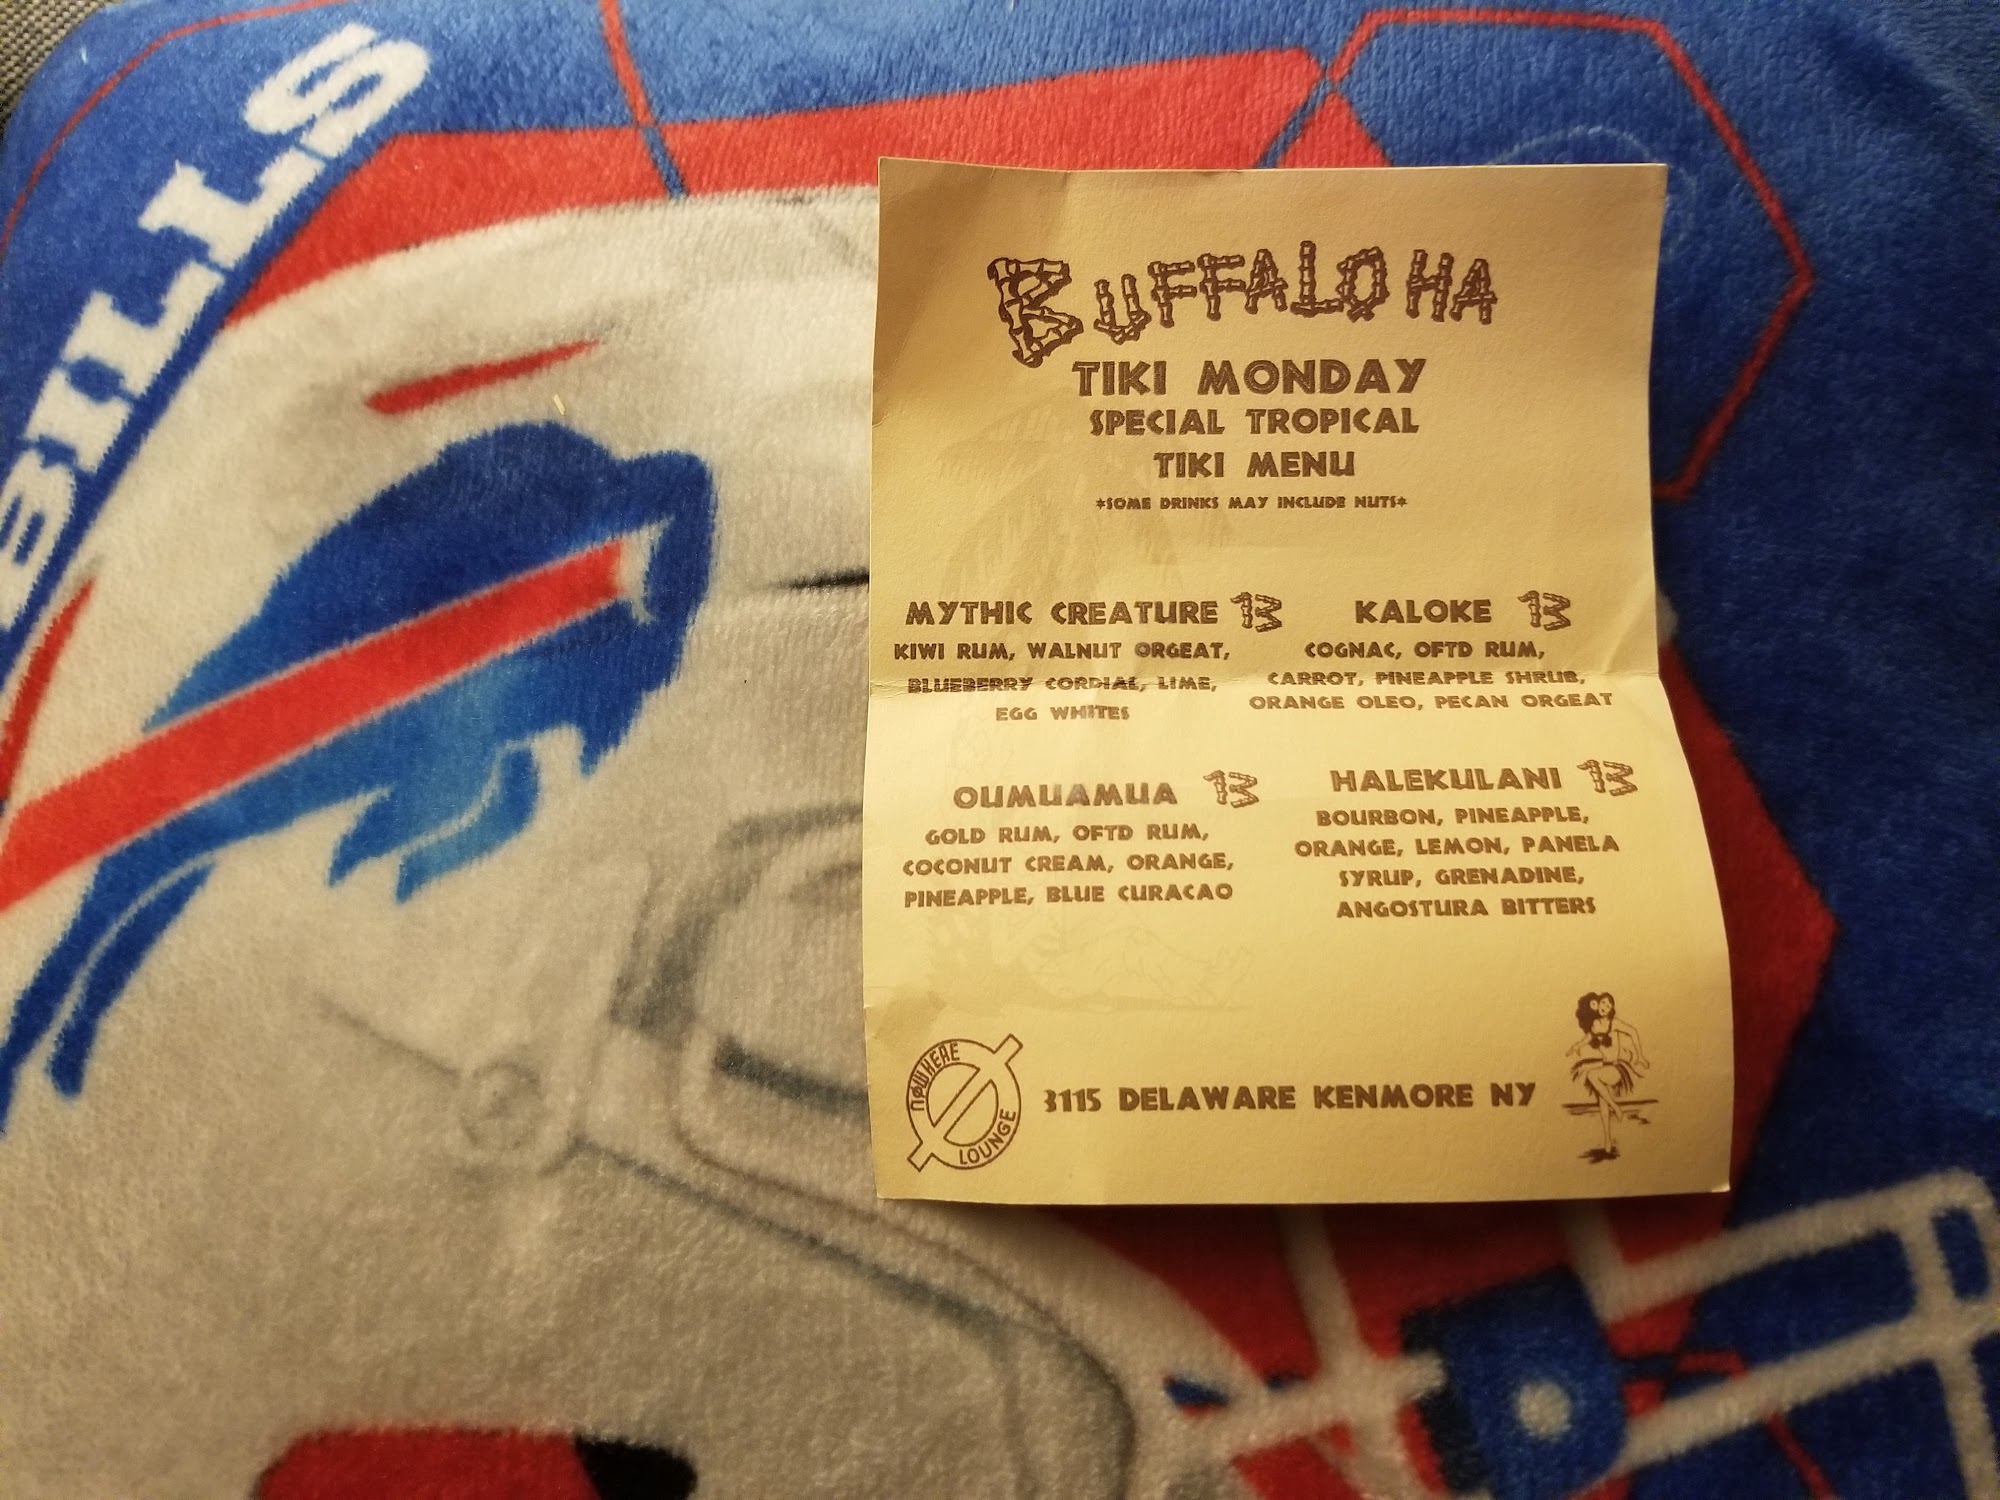 BILLS
BUFFALOHA
TIKI MONDAY
SPECIAL TROPICAL
TIKI MENU
*SOME DRINKS MAY INCLUDE NUTS*
MYTHIC CREATURE 13
KIWI RUM, WALNUT ORGEAT,
BLUEBERRY CORDIAL, LIME,
EGG WHITES
KALOKE 13
COGNAC, OFTD RUM,
CARROT, PINEAPPLE SHRUB,
ORANGE OLEO, PECAN ORGEAT
OUMUAMUA 13
GOLD RUM, OFTD RUM,
COCONUT CREAM, ORANGE,
PINEAPPLE, BLUE CURACAO
HALEKULANI 13
BOURBON, PINEAPPLE,
ORANGE, LEMON, PANELA
SYRUP, GRENADINE,
ANGOSTURA BITTERS
NOWHERE
LOUNGE
3115 DELAWARE KENMORE NY